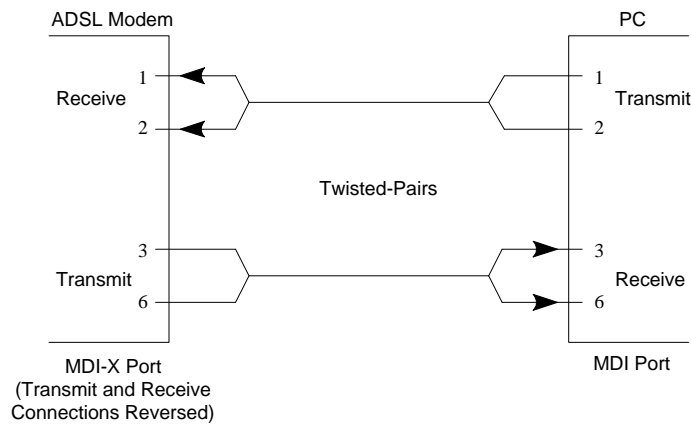 ADSL Modem
PC
1
1
Receive
Transmit
2
2
Twisted-Pairs
3
3
Transmit
Receive
6
6
MDI-X Port
(Transmit and Receive
Connections Reversed)
MDI Port